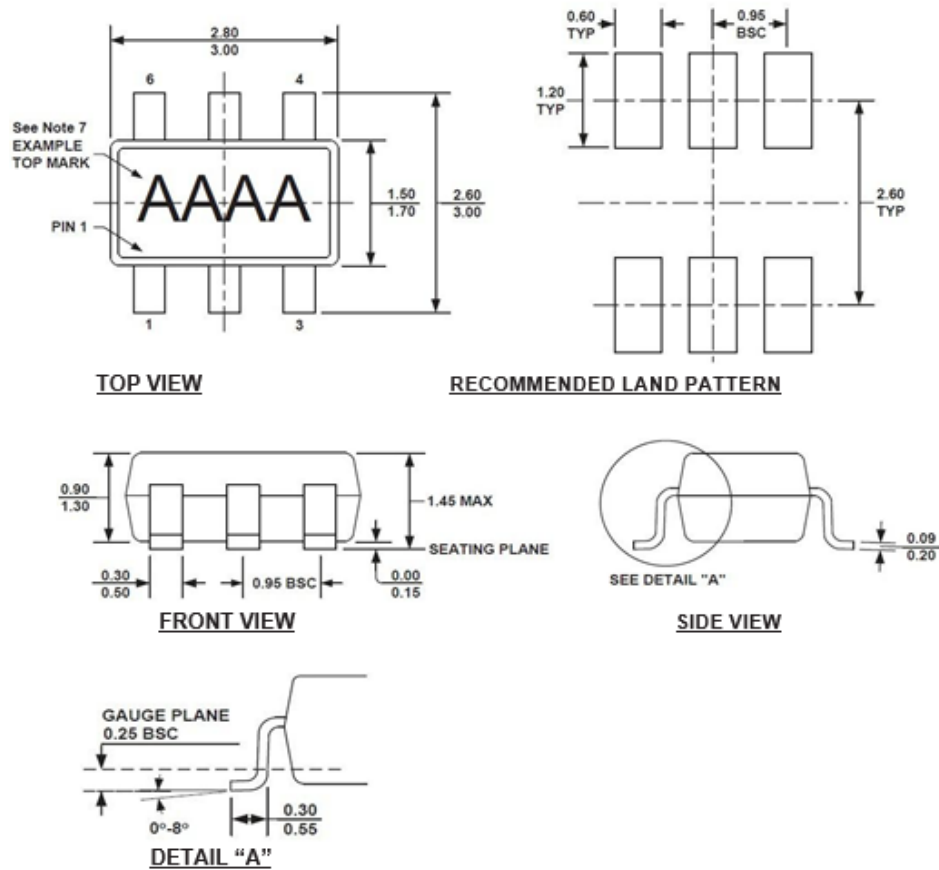 2.80
3.00
6
4
See Note 7
EXAMPLE
TOP MARK
AAAA
PIN 1
1
3
1.50
1.70
2.60
3.00
TOP VIEW
0.60
TYP
0.95
BSC
1.20
TYP
2.60
TYP
RECOMMENDED LAND PATTERN
0.90
1.30
1.45 MAX
SEATING PLANE
0.30
0.50
0.95 BSC
0.00
0.15
FRONT VIEW
SEE DETAIL "A"
0.09
0.20
SIDE VIEW
GAUGE PLANE
0.25 BSC
0°-8°
0.30
0.55
DETAIL “A”